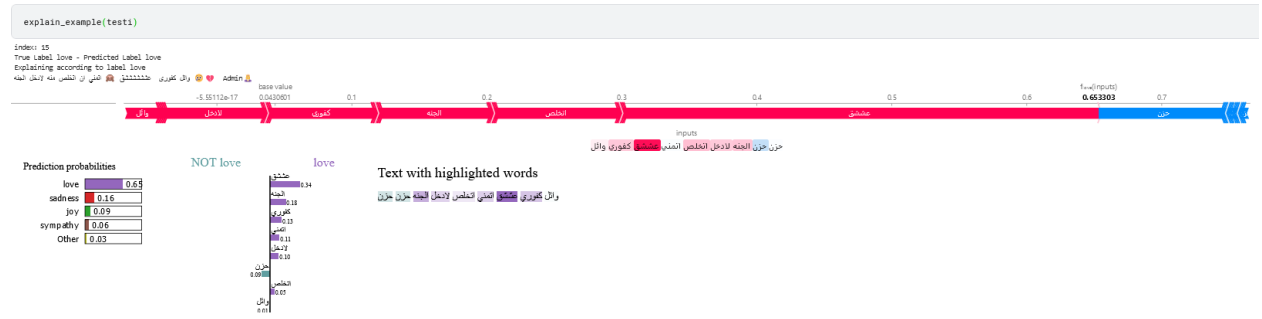 explain_example(testi)
index: 15
True Label love - Predicted Label love
Explaining according to label love
وائل كفوري عشششششق 🙈 اتمني ان اتخلص منه لادخل الجنه 😢 💔 Admin
base value
f love(inputs)
-5.55112e-17 0.0430601 0.1 0.2 0.3 0.4 0.5 0.6 0.653303 0.7
وائل لادخل كفوري الجنه اتخلص عششق حزن
inputs
حزن حزن الجنه لادخل اتخلص اتمني عششق كفوري وائل
Prediction probabilities
love 0.65
sadness 0.16
joy 0.09
sympathy 0.06
Other 0.03
NOT love love
عششق
0.34
الجنه
0.18
كفوري
0.13
اتمني
0.11
لادخل
0.10
حزن
0.09
اتخلص
0.05
وائل
0.01
Text with highlighted words
وائل كفوري عششق اتمني اتخلص لادخل الجنه حزن حزن